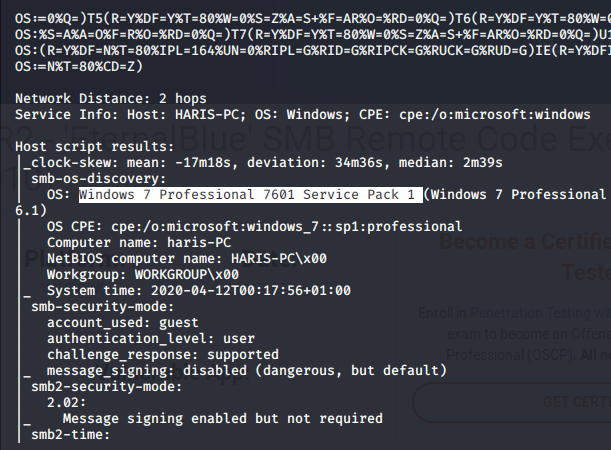 OS:=0%Q=)T5(R=Y%DF=Y%T=80%W=0%S=Z%A=S+%F=AR%O=%RD=0%Q=)T6(R=Y%DF=Y%T=80%W=0
OS:%S=A%A=O%F=R%O=%RD=0%Q=)T7(R=Y%DF=Y%T=80%W=0%S=Z%A=S+%F=AR%O=%RD=0%Q=)U1
OS:(R=Y%DF=N%T=80%IPL=164%UN=0%RIPL=G%RID=G%RIPCK=G%RUCK=G%RUD=G)IE(R=Y%DFI
OS:=N%T=80%CD=Z)
Network Distance: 2 hops
Service Info: Host: HARIS-PC; OS: Windows; CPE: cpe:/o:microsoft:windows
R2 - 'EternalBlue' SMB Remote Code Exe
Host script results:
|_clock-skew: mean: -17m18s, deviation: 34m36s, median: 2m39s
| smb-os-discovery:
|   OS: Windows 7 Professional 7601 Service Pack 1 (Windows 7 Professional
6.1)
|   OS CPE: cpe:/o:microsoft:windows_7::sp1:professional
|   Computer name: haris-PC
|   NetBIOS computer name: HARIS-PC\x00
|   Workgroup: WORKGROUP\x00
|_  System time: 2020-04-12T00:17:56+01:00
| smb-security-mode:
|   account_used: guest
|   authentication_level: user
|   challenge_response: supported
|_  message_signing: disabled (dangerous, but default)
| smb2-security-mode:
|   2.02:
|_    Message signing enabled but not required
| smb2-time:
Become a Certifie
Teste
Enroll in Penetration Testing wi
exam to become an Offens
Professional (OSCP). All n
GET CERTI